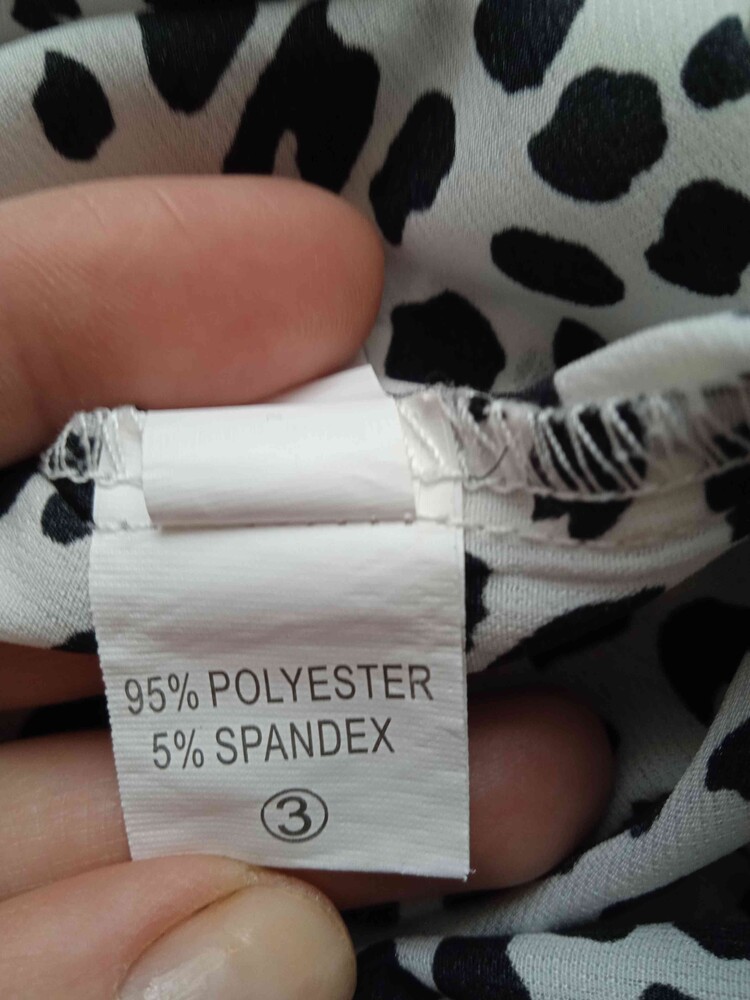 95% POLYESTER
5% SPANDEX
③